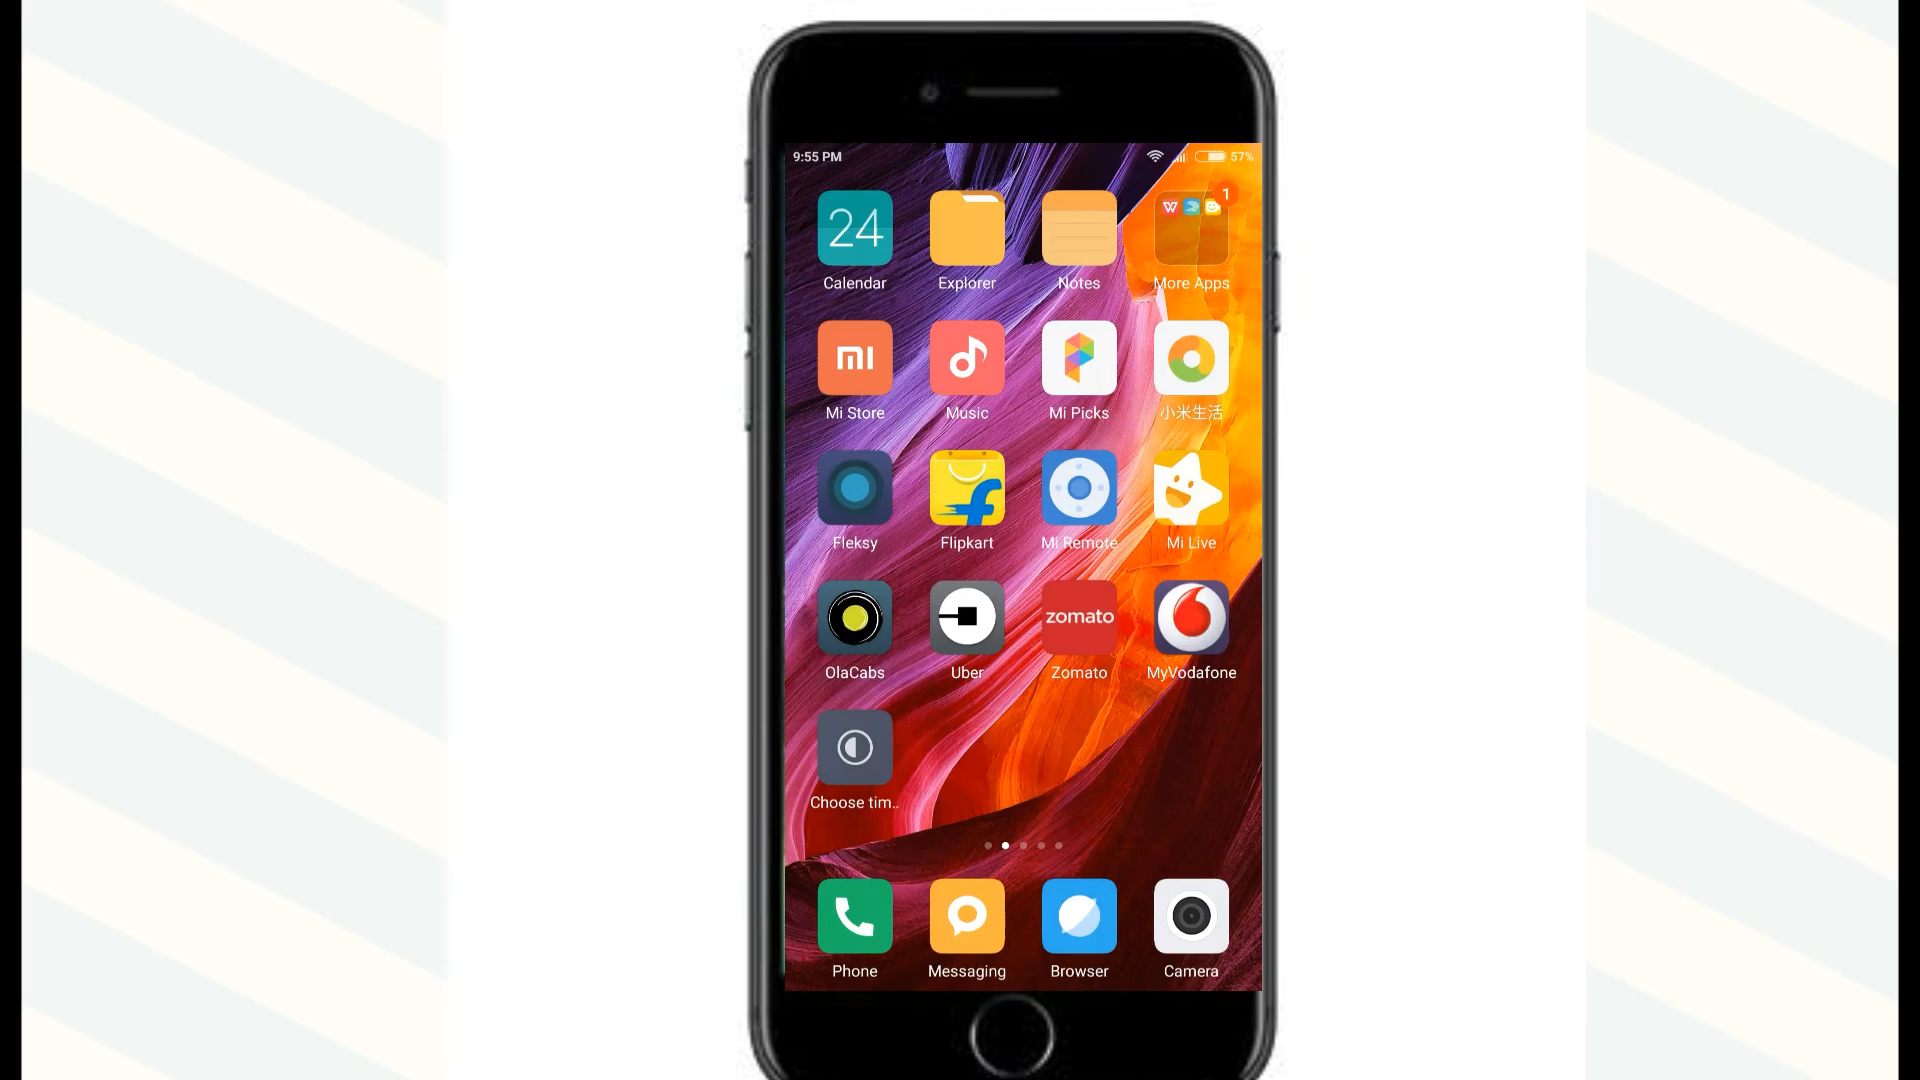 9:55 PM 57%
24 1
Calendar Explorer Notes More Apps
mi
Mi Store Music Mi Picks 小米生活
Fleksy Flipkart Mi Remote Mi Live
zomato
OlaCabs Uber Zomato MyVodafone
Choose tim..
Phone Messaging Browser Camera